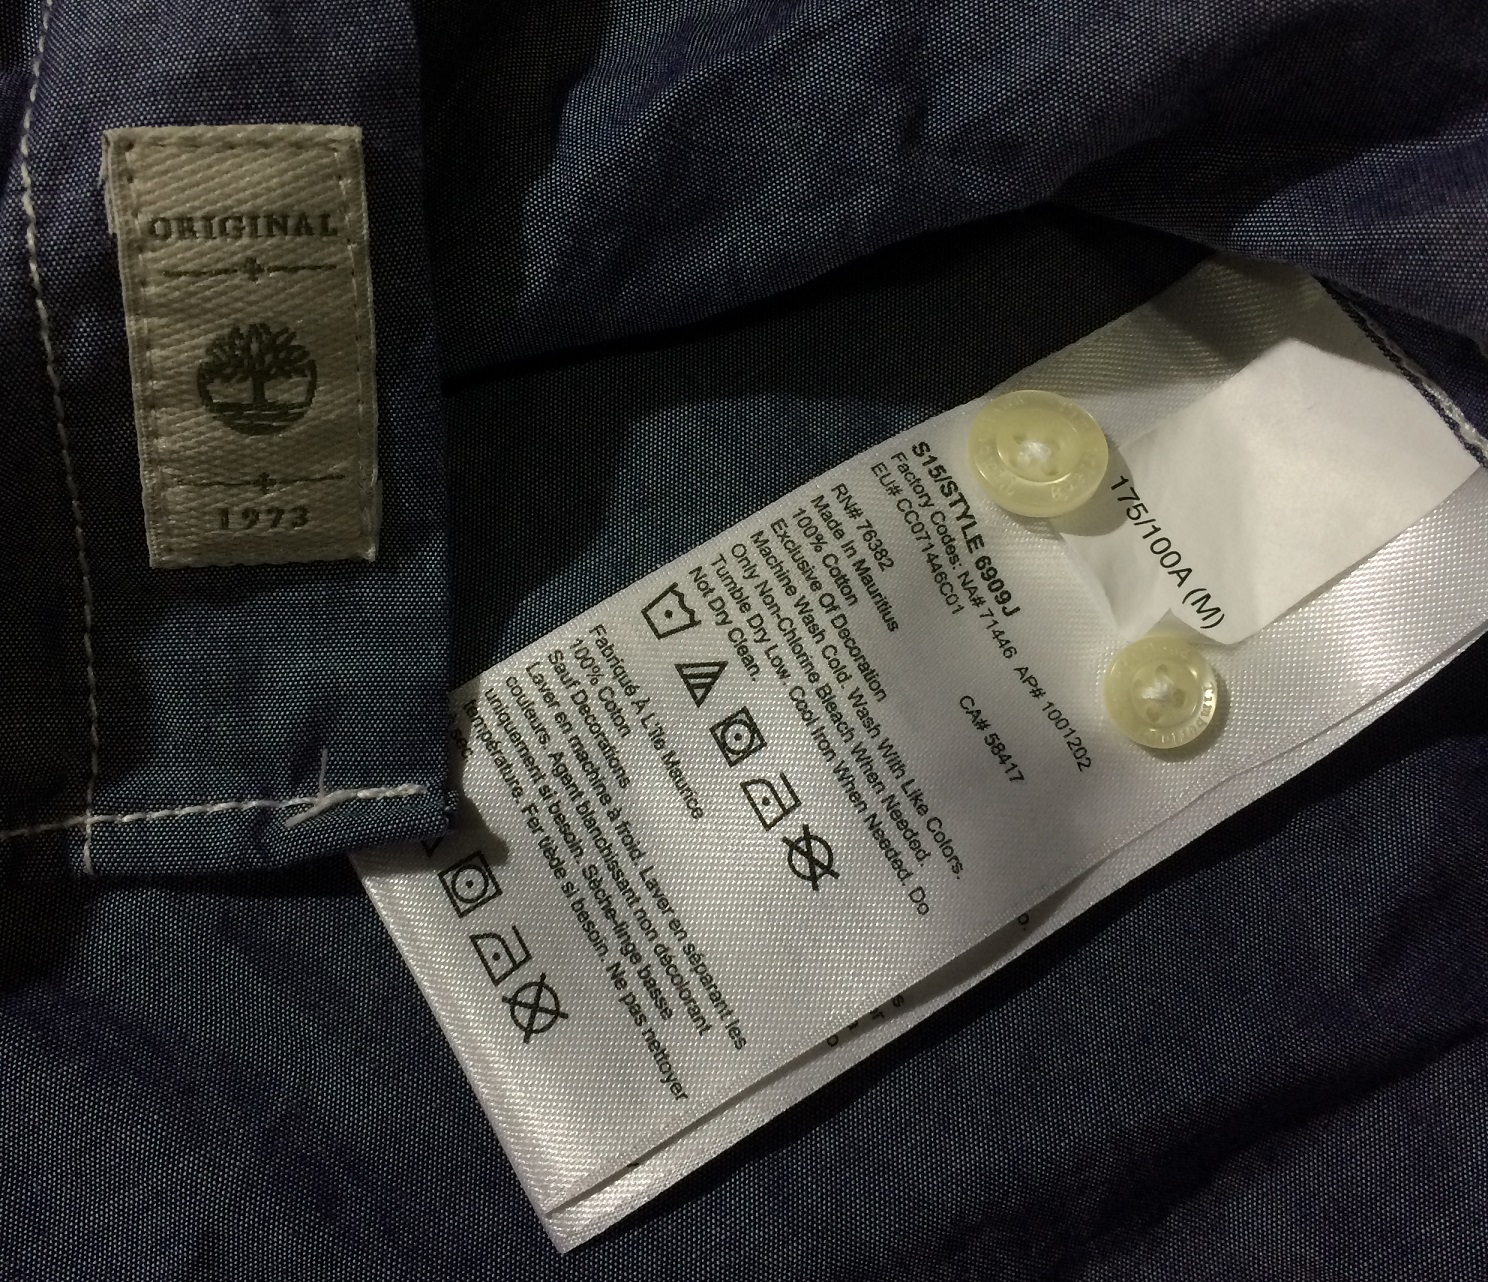 ORIGINAL
1973
175/100A (M)
S15/STYLE 6909J
Factory Codes: NA# 71446 AP# 1001202
EU# CC07146C01 CA# 58417
RN# 76382
Made In Mauritius
100% Cotton
Exclusive Of Decoration
Machine Wash Cold. Wash With Like Colors.
Only Non-Chlorine Bleach When Needed
Tumble Dry Low. Cool Iron When Needed. Do
Not Dry Clean.
Fabriqué À L'Île Maurice
100% Coton
Sauf Decorations
Laver en machine à froid. Laver en séparant les
couleurs. Agent blanchissant non décolorant
uniquement si besoin. Sèche-linge basse
température. Fer tiède si besoin. Ne pas nettoyer
à sec